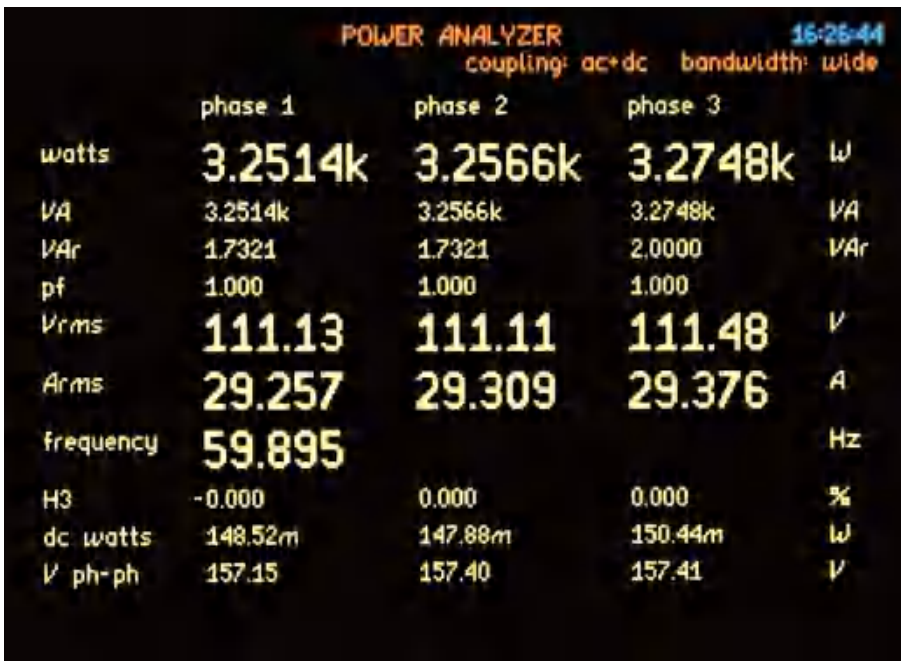 POWER ANALYZER 16:26:44
coupling: ac+dc bandwidth: wide
phase 1 phase 2 phase 3
watts 3.2514k 3.2566k 3.2748k W
VA 3.2514k 3.2566k 3.2748k VA
VAr 1.7321 1.7321 2.0000 VAr
pf 1.000 1.000 1.000
Vrms 111.13 111.11 111.48 V
Arms 29.257 29.309 29.376 A
frequency 59.895 Hz
H3 -0.000 0.000 0.000 %
dc watts 148.52m 147.88m 150.44m W
V ph-ph 157.15 157.40 157.41 V